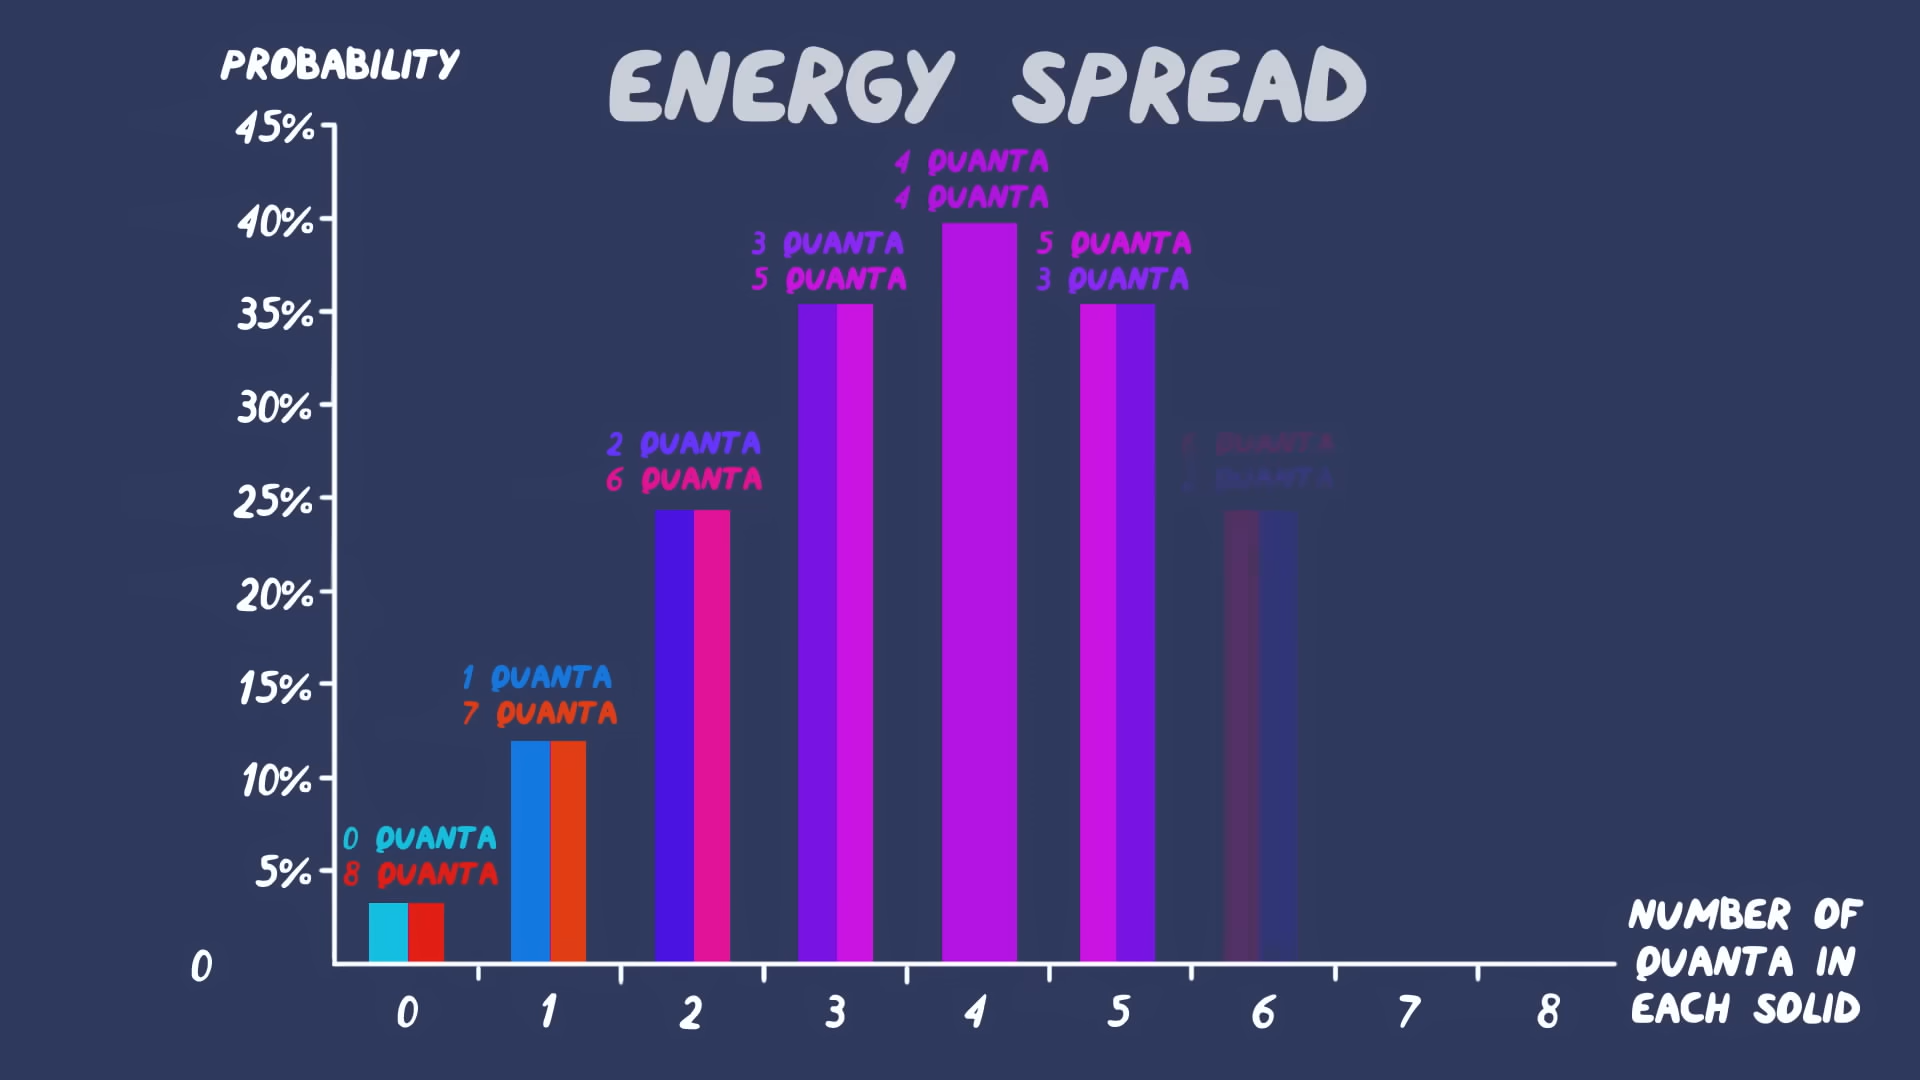 PROBABILITY
ENERGY SPREAD
45%
40%
35%
30%
25%
20%
15%
10%
5%
0
4 QUANTA
4 QUANTA
3 QUANTA
5 QUANTA
5 QUANTA
3 QUANTA
2 QUANTA
6 QUANTA
QUANTA
QUANTA
1 QUANTA
7 QUANTA
0 QUANTA
8 QUANTA
0 1 2 3 4 5 6 7 8
NUMBER OF
QUANTA IN
EACH SOLID